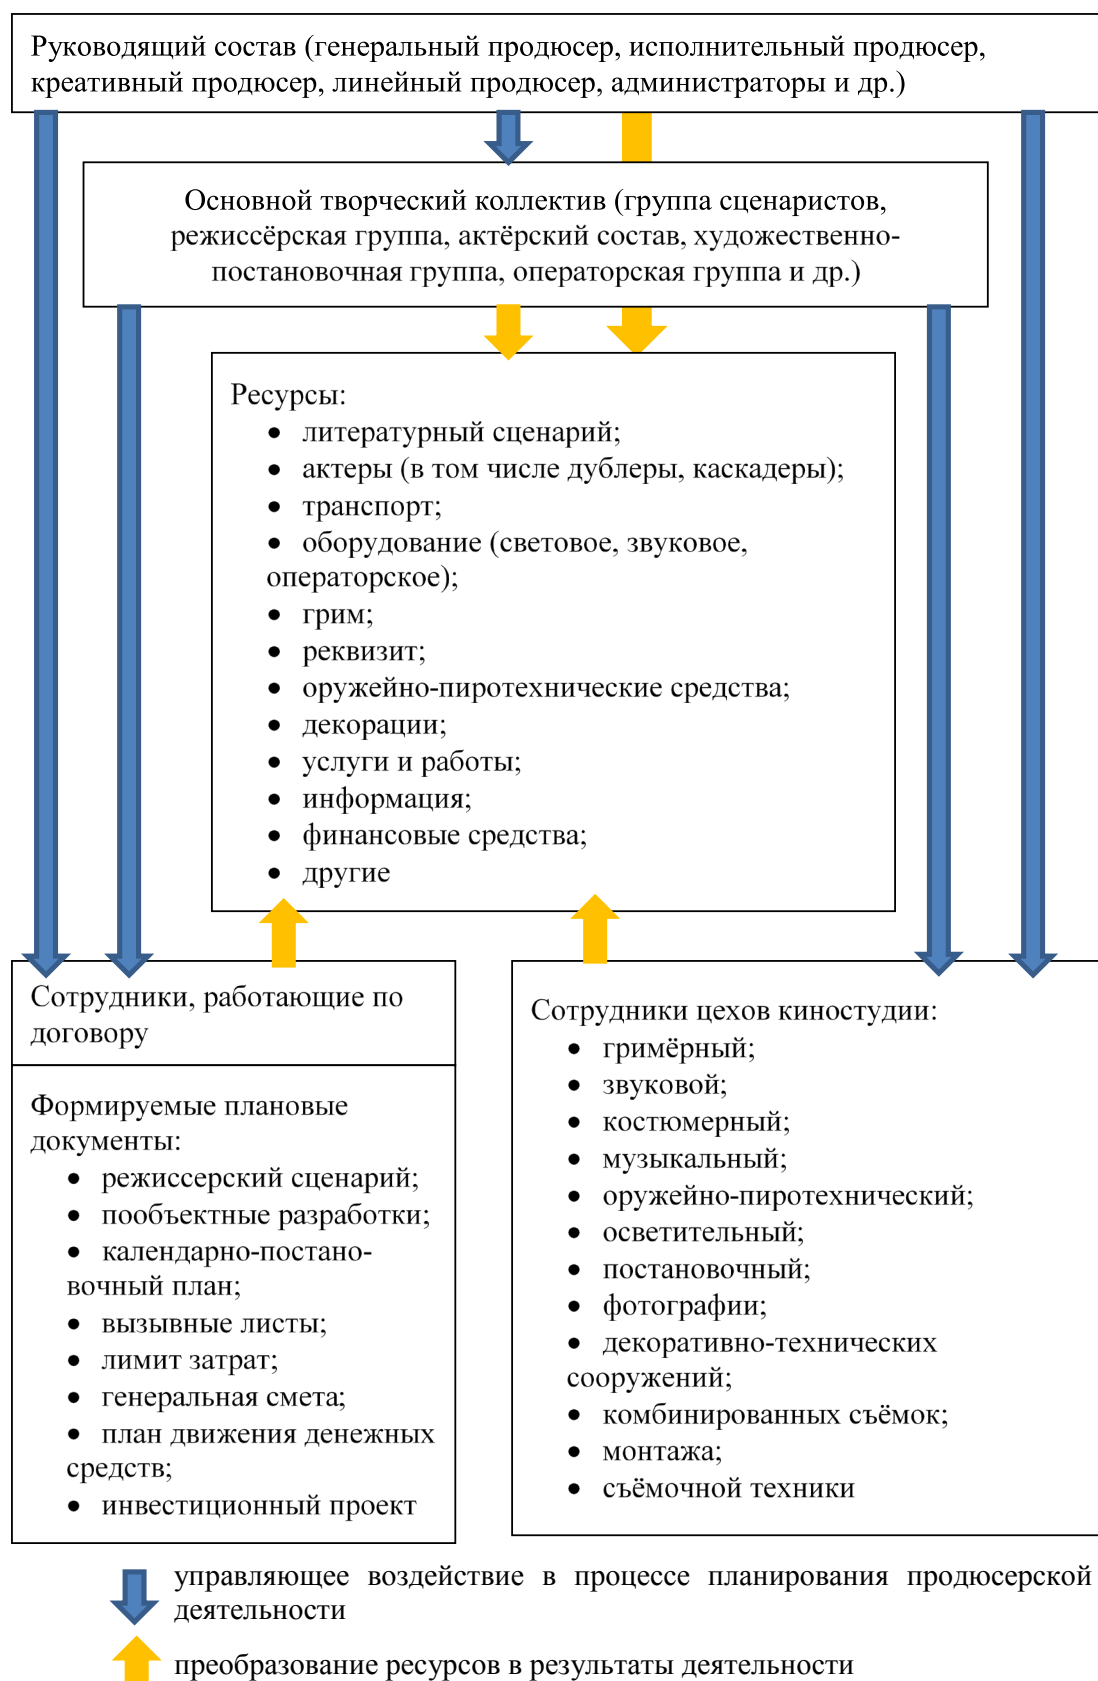 Руководящий состав (генеральный продюсер, исполнительный продюсер,
креативный продюсер, линейный продюсер, администраторы и др.)
Основной творческий коллектив (группа сценаристов,
режиссёрская группа, актёрский состав, художественно-
постановочная группа, операторская группа и др.)
Ресурсы:
• литературный сценарий;
• актеры (в том числе дублеры, каскадеры);
• транспорт;
• оборудование (световое, звуковое,
операторское);
• грим;
• реквизит;
• оружейно-пиротехнические средства;
• декорации;
• услуги и работы;
• информация;
• финансовые средства;
• другие
Сотрудники, работающие по
договору
Формируемые плановые
документы:
• режиссерский сценарий;
• пообъектные разработки;
• календарно-постано-
вочный план;
• вызывные листы;
• лимит затрат;
• генеральная смета;
• план движения денежных
средств;
• инвестиционный проект
Сотрудники цехов киностудии:
• гримёрный;
• звуковой;
• костюмерный;
• музыкальный;
• оружейно-пиротехнический;
• осветительный;
• постановочный;
• фотографии;
• декоративно-технических
сооружений;
• комбинированных съёмок;
• монтажа;
• съёмочной техники
управляющее воздействие в процессе планирования продюсерской
деятельности
преобразование ресурсов в результаты деятельности